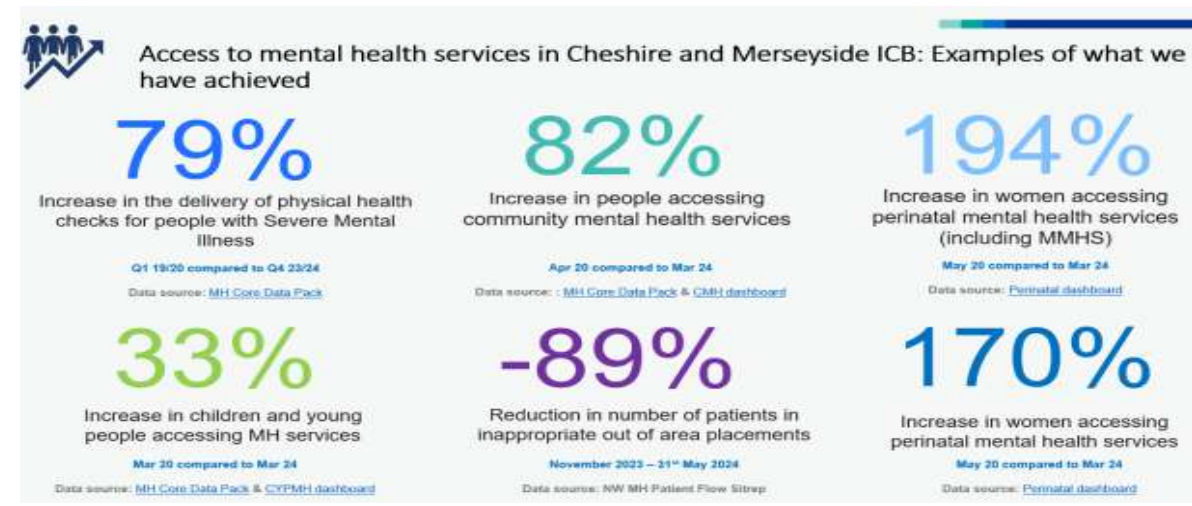 Access to mental health services in Cheshire and Merseyside ICB: Examples of what we
have achieved
79%
Increase in the delivery of physical health
checks for people with Severe Mental
Illness
Q1 19/20 compared to Q4 23/24
Data source: MH Core Data Pack
82%
Increase in people accessing
community mental health services
Apr 20 compared to Mar 24
Data source: : MH Core Data Pack & CMH dashboard
194%
Increase in women accessing
perinatal mental health services
(including MMHS)
May 20 compared to Mar 24
Data source: Perinatal dashboard
33%
Increase in children and young
people accessing MH services
Mar 20 compared to Mar 24
Data source: MH Core Data Pack & CYPMH dashboard
-89%
Reduction in number of patients in
inappropriate out of area placements
November 2023 – 31st May 2024
Data source: NW MH Patient Flow Sitrep
170%
Increase in women accessing
perinatal mental health services
May 20 compared to Mar 24
Data source: Perinatal dashboard